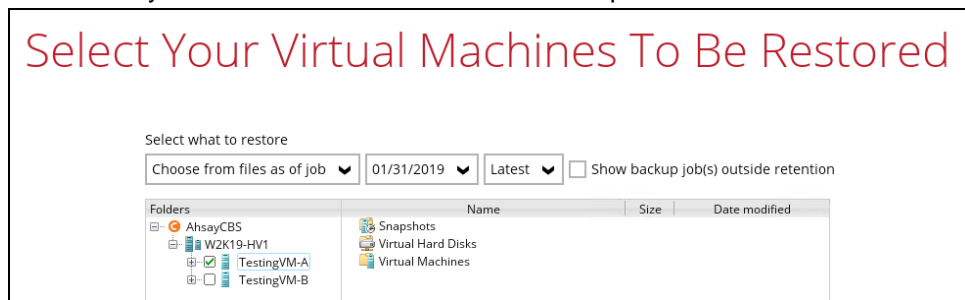 Select Your Virtual Machines To Be Restored
Select what to restore
Choose from files as of job 01/31/2019 Latest Show backup job(s) outside retention
Folders Name Size Date modified
AhsayCBS Snapshots
W2K19-HV1 Virtual Hard Disks
TestingVM-A Virtual Machines
TestingVM-B